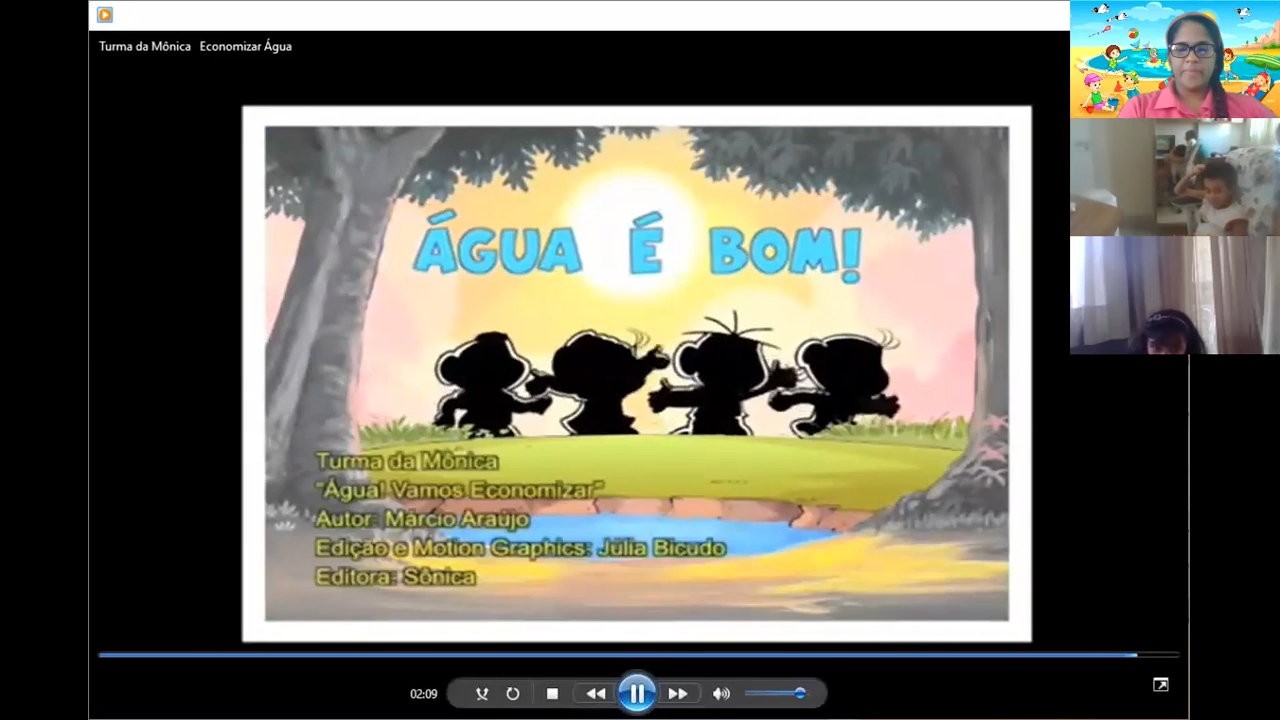 Turma da Mônica Economizar Água
ÁGUA É BOM!
Turma da Mônica
"Água! Vamos Economizar"
Autor: Márcio Araújo
Edição e Motion Graphics: Júlia Bicudo
Editora: Sônica
02:09